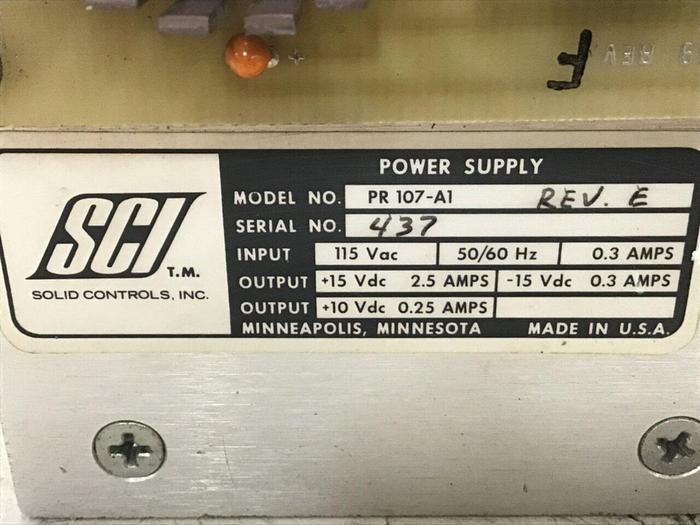 + F
REV
SCI T.M.
SOLID CONTROLS, INC.
POWER SUPPLY
MODEL NO. PR 107-A1 REV. E
SERIAL NO. 437
INPUT 115 Vac 50/60 Hz 0.3 AMPS
OUTPUT +15 Vdc 2.5 AMPS -15 Vdc 0.3 AMPS
OUTPUT +10 Vdc 0.25 AMPS
MINNEAPOLIS, MINNESOTA MADE IN U.S.A.